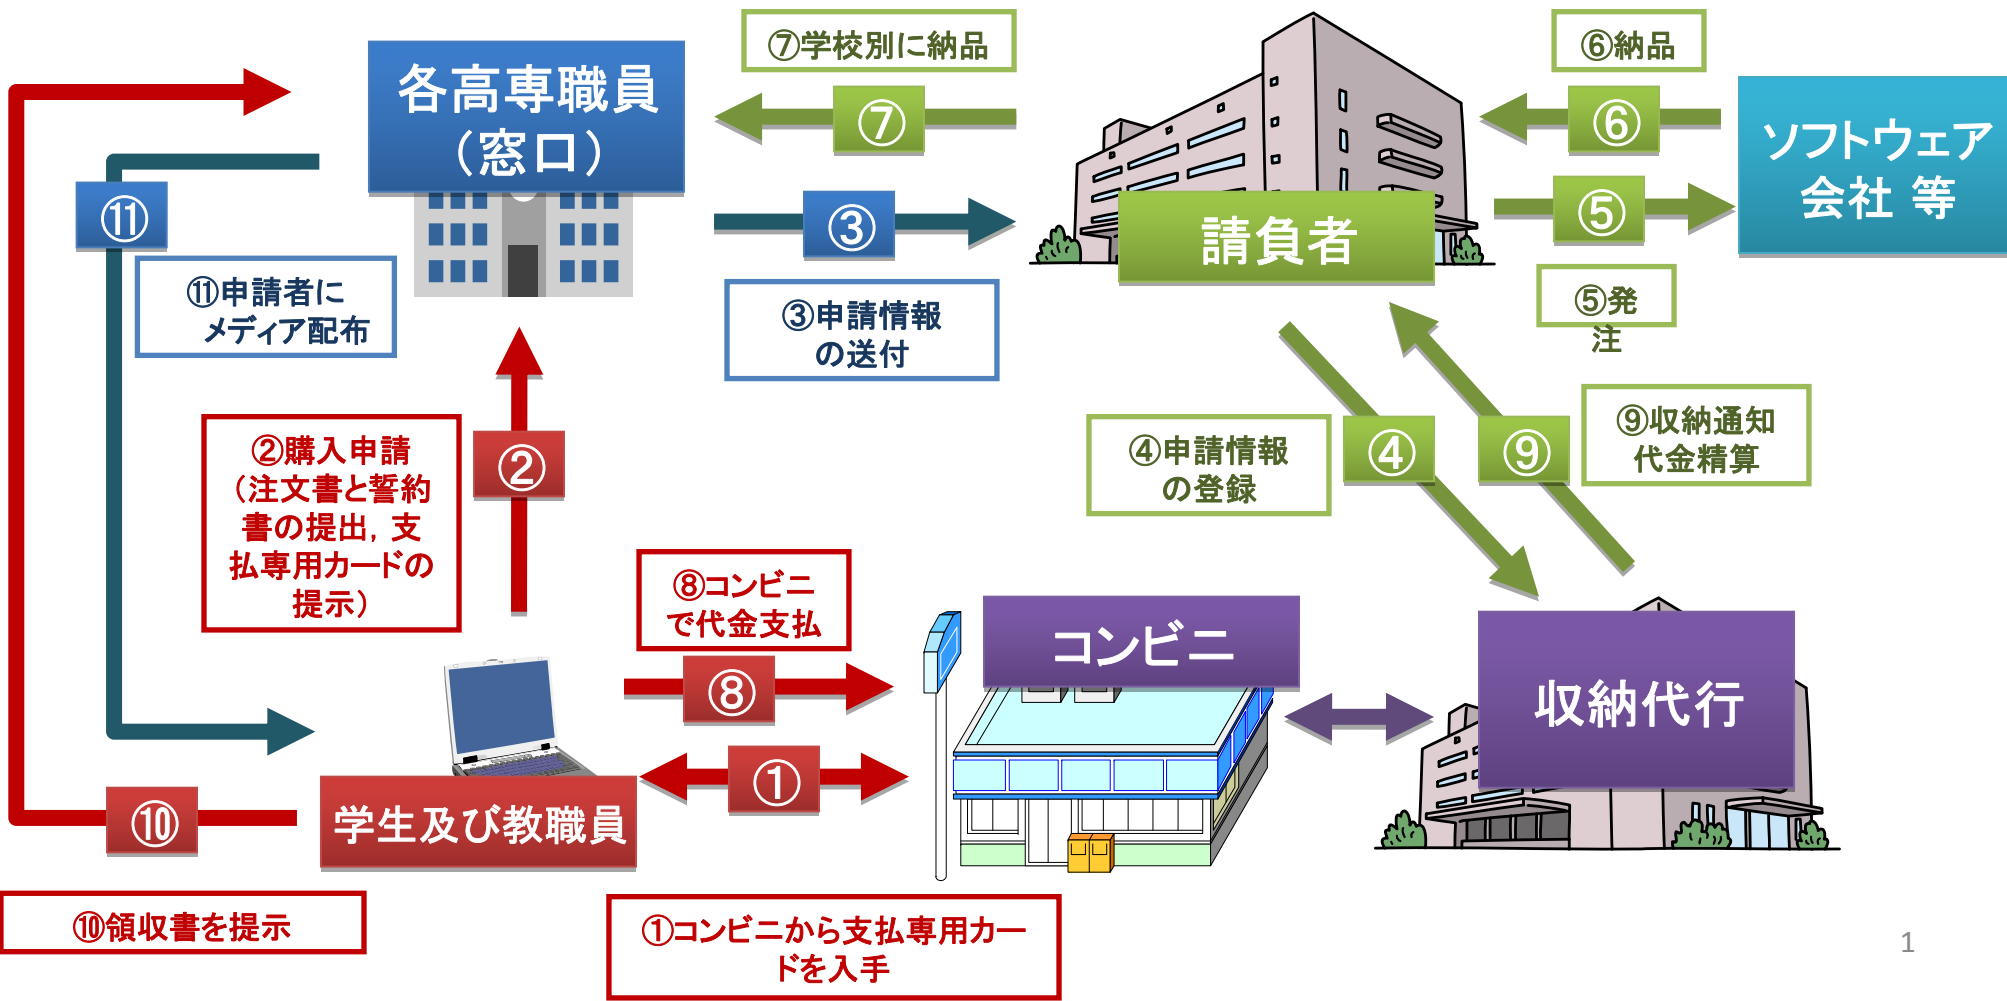 ⑦学校別に納品
⑥納品
各高専職員
（窓口）
⑦
⑥
ソフトウェア
会社 等
⑪
③
請負者
⑤
⑪申請者に
メディア配布
③申請情報
の送付
⑤発
注
②購入申請
（注文書と誓約
書の提出，支
払専用カードの
提示）
②
④申請情報
の登録
④
⑨
⑨収納通知
代金精算
⑧コンビニ
で代金支払
⑧
コンビニ
収納代行
①
⑩
学生及び教職員
⑩領収書を提示
①コンビニから支払専用カー
ドを入手
1